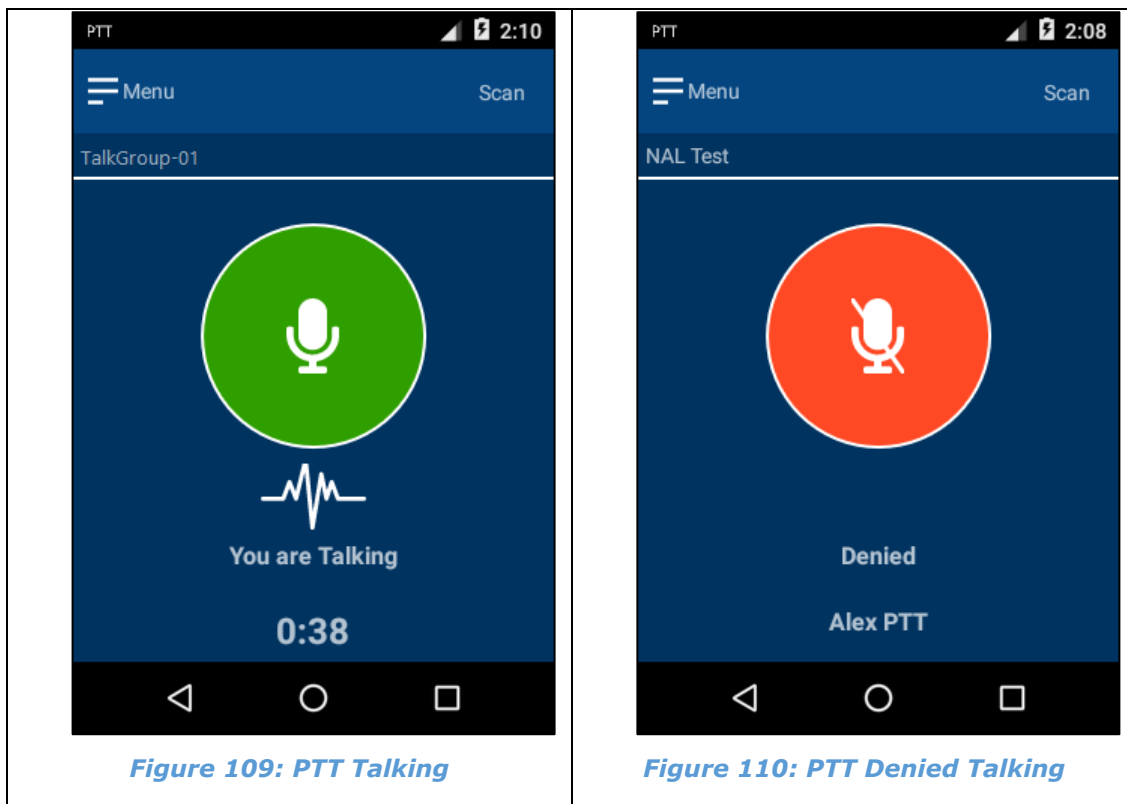 PTT 2:10
Menu Scan
TalkGroup-01
You are Talking
0:38
Figure 109: PTT Talking
PTT 2:08
Menu Scan
NAL Test
Denied
Alex PTT
Figure 110: PTT Denied Talking